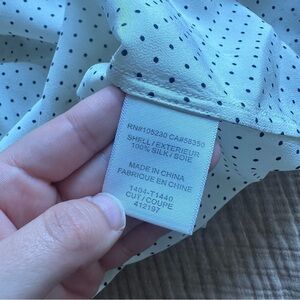 RN#105230 CA#58350
SHELL/EXTERIEUR
100% SILK/SOIE
MADE IN CHINA
FABRIQUE EN CHINE
T404-T1440
CUT/COUPE
412197